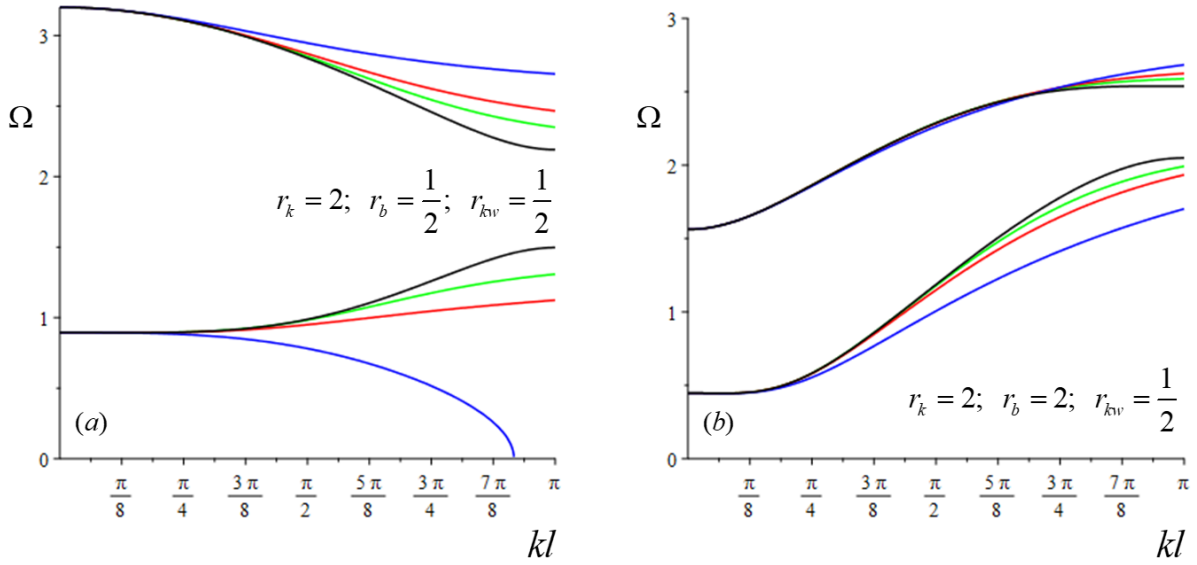 3
Ω
2
r_k = 2; r_b = 1/2; r_kw = 1/2
1
(a)
0
π/8 π/4 3π/8 π/2 5π/8 3π/4 7π/8 π
kl
3
Ω
2
1
r_k = 2; r_b = 2; r_kw = 1/2
(b)
0
π/8 π/4 3π/8 π/2 5π/8 3π/4 7π/8 π
kl